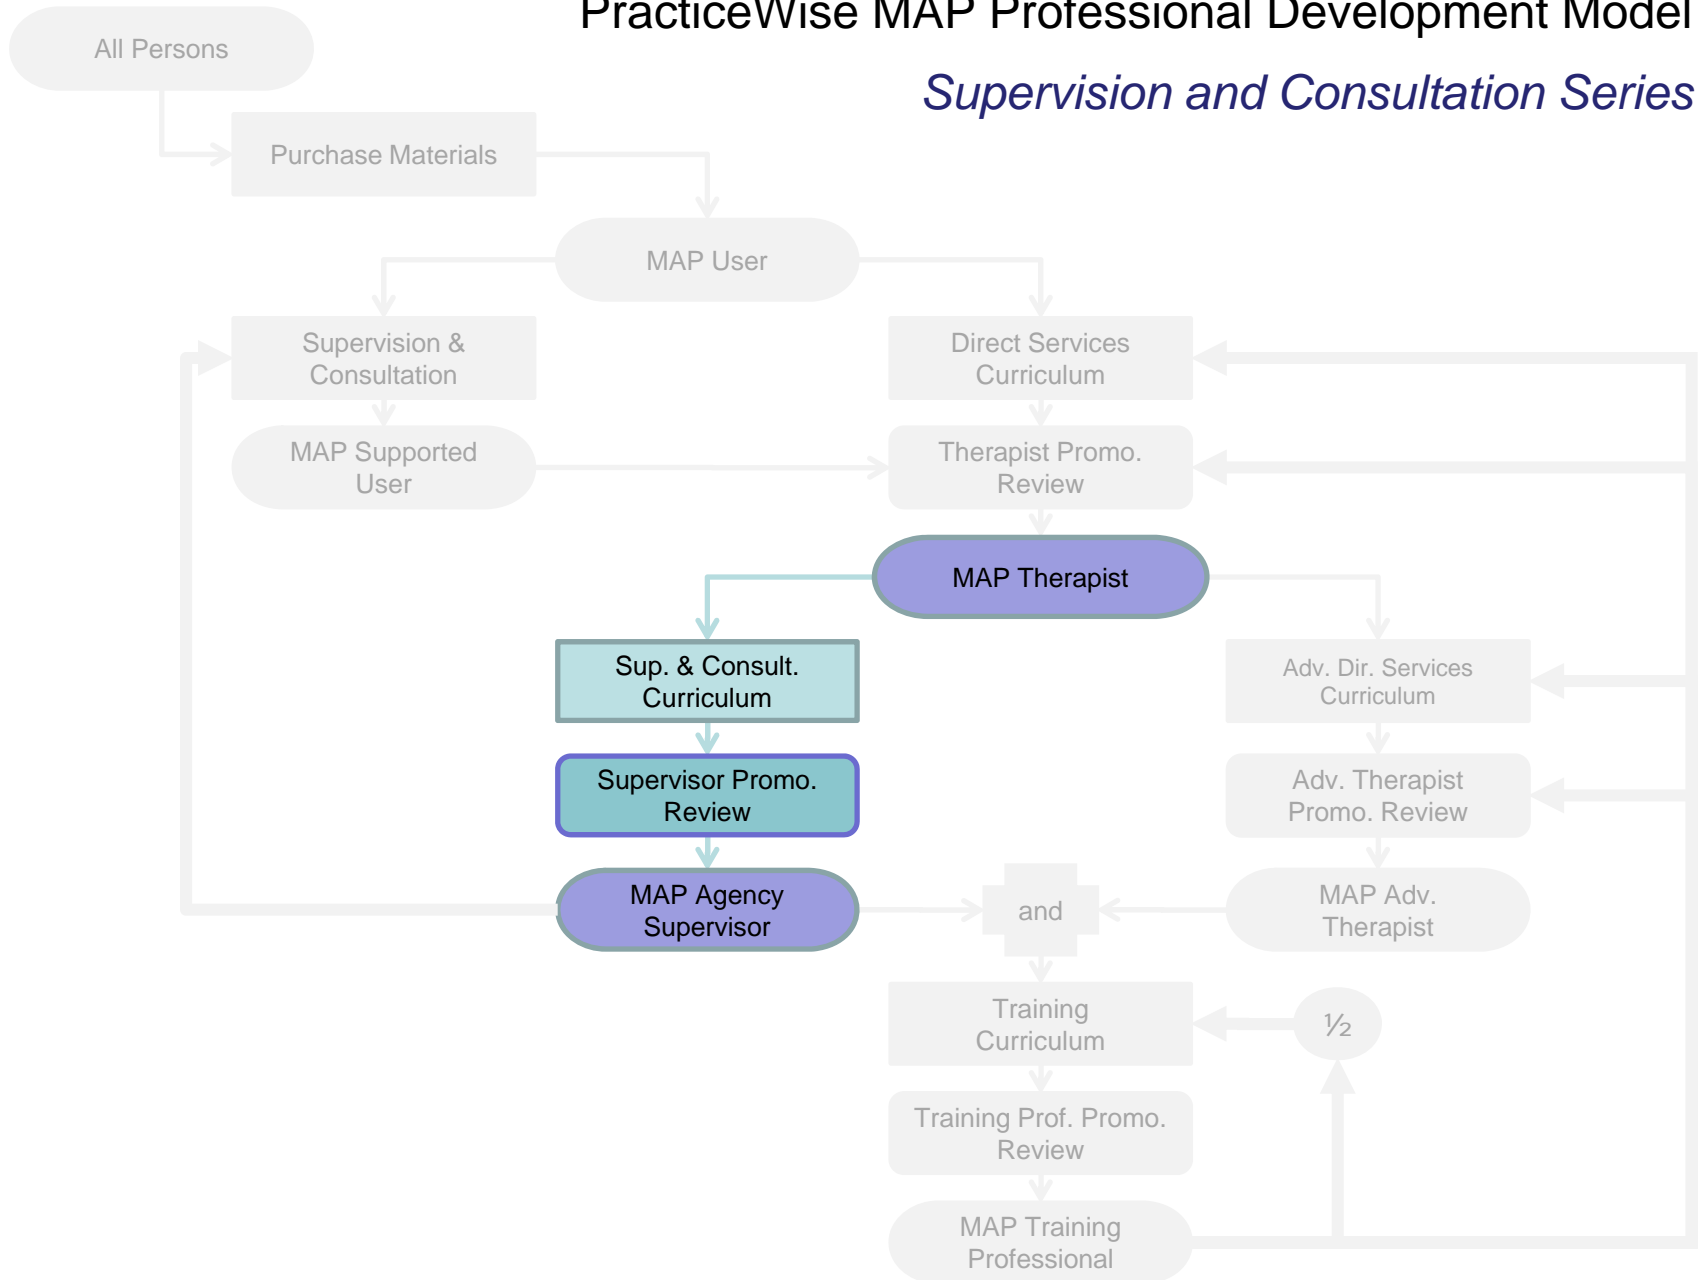 PracticeWise MAP Professional Development Model
Supervision and Consultation Series
All Persons
Purchase Materials
MAP User
Supervision &
Consultation
Direct Services
Curriculum
MAP Supported
User
Therapist Promo.
Review
MAP Therapist
Sup. & Consult.
Curriculum
Adv. Dir. Services
Curriculum
Supervisor Promo.
Review
Adv. Therapist
Promo. Review
MAP Agency
Supervisor
and
MAP Adv.
Therapist
Training
Curriculum
½
Training Prof. Promo.
Review
MAP Training
Professional